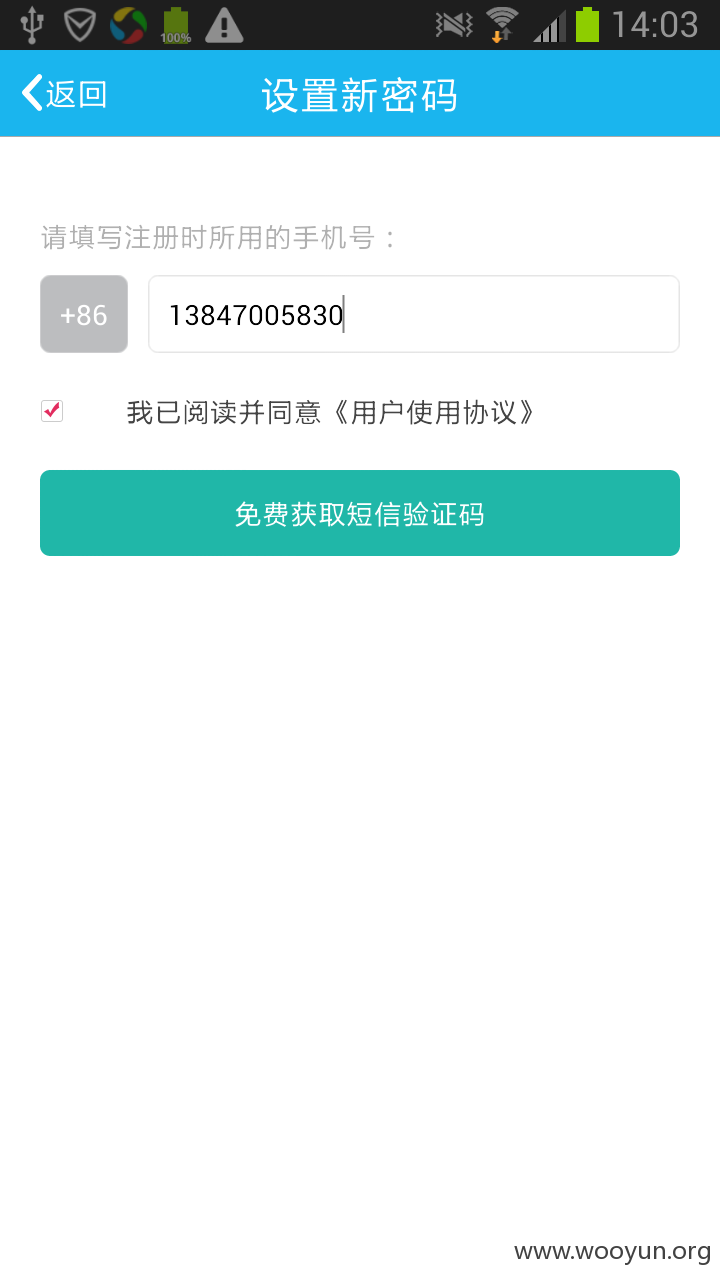 100%
14:03
返回
设置新密码
请填写注册时所用的手机号：
+86
13847005830
我已阅读并同意《用户使用协议》
免费获取短信验证码
www.wooyun.org